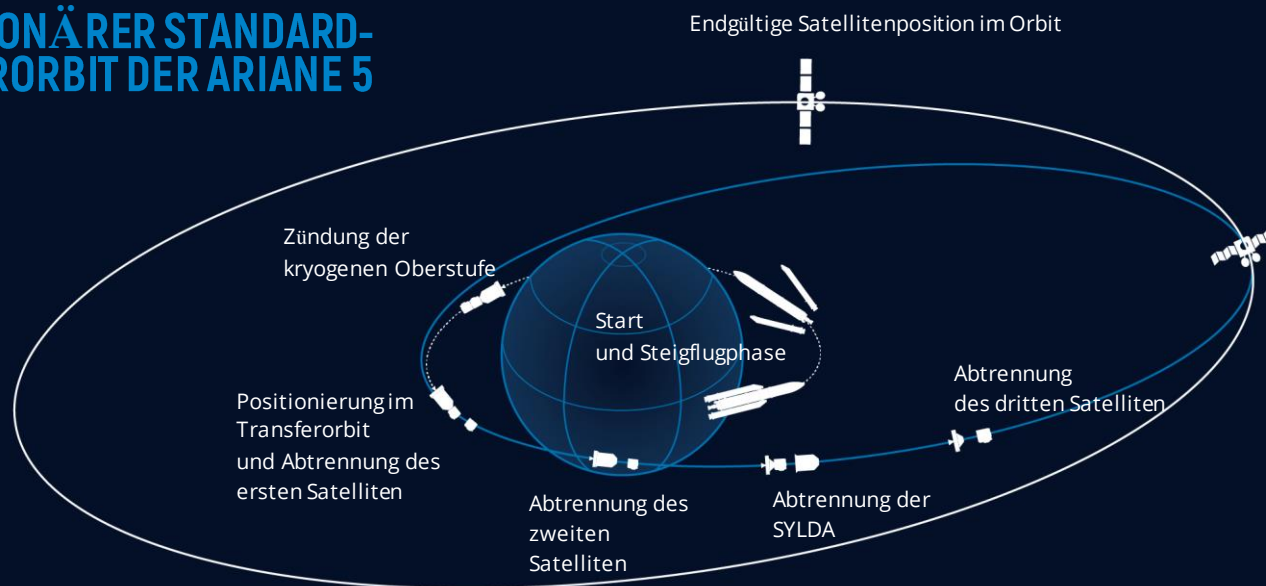 ONÄRER STANDARD-
RORBIT DER ARIANE 5
Endgültige Satellitenposition im Orbit
Zündung der
kryogenen Oberstufe
Start
und Steigflugphase
Abtrennung
des dritten Satelliten
Positionierung im
Transferorbit
und Abtrennung des
ersten Satelliten
Abtrennung des
zweiten
Satelliten
Abtrennung der
SYLDA